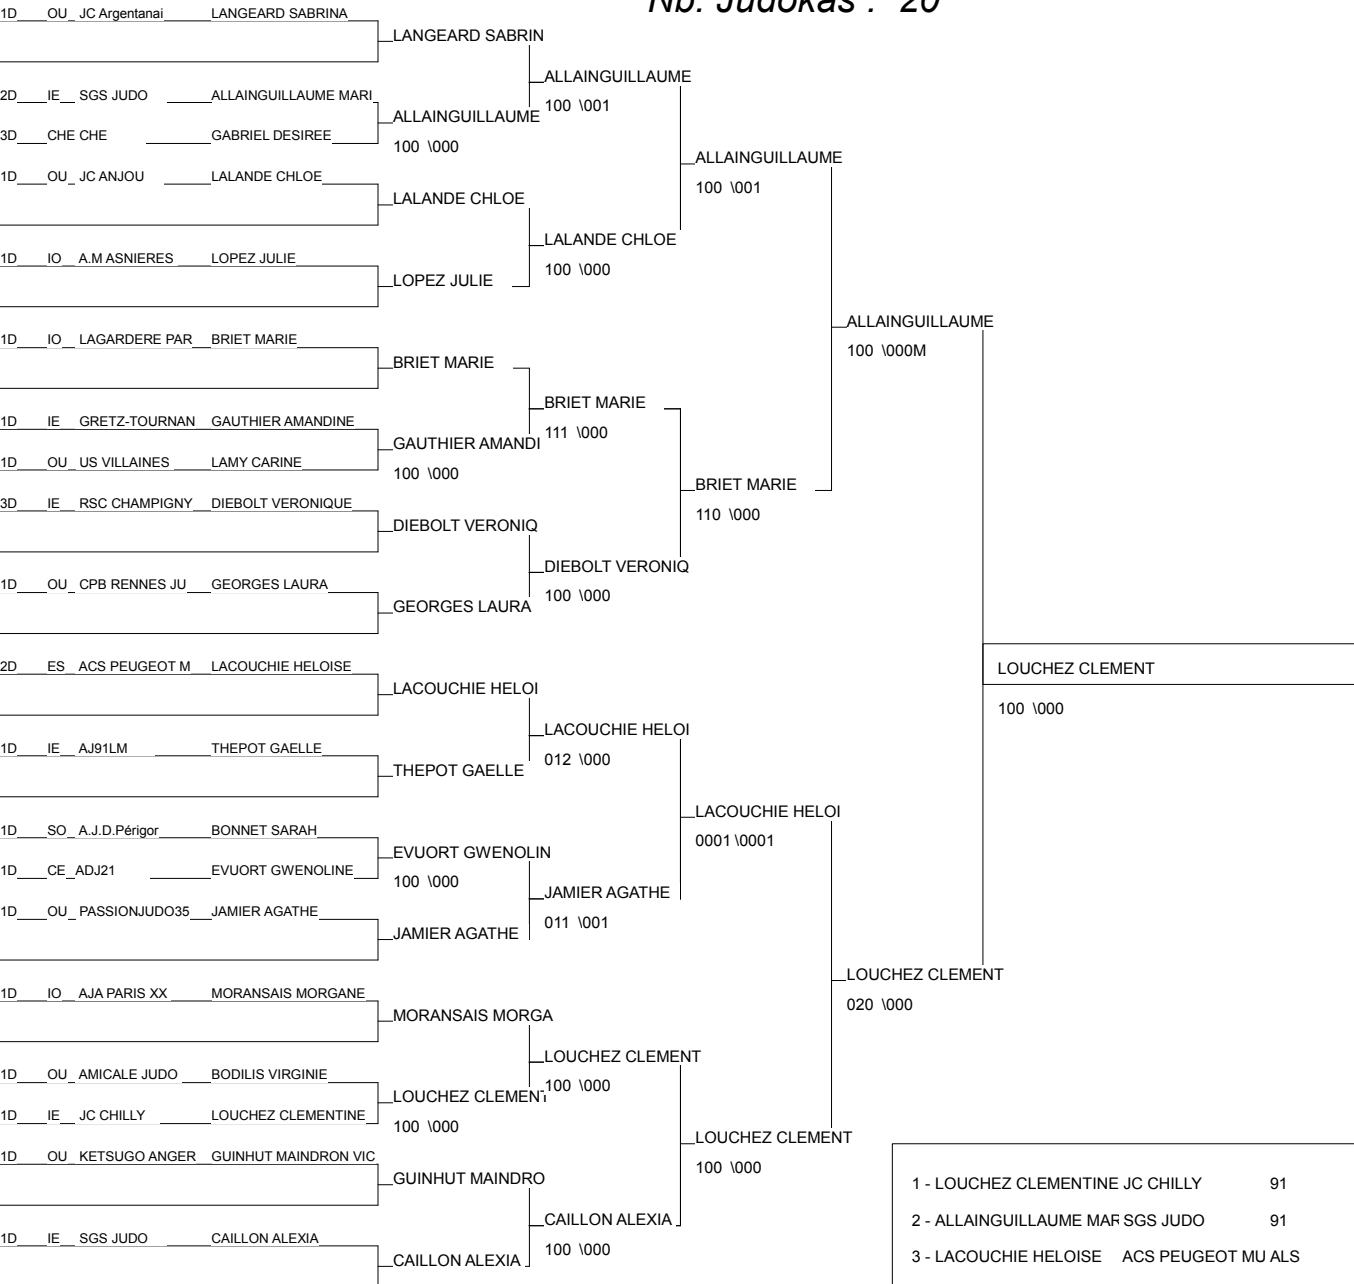 Nb. Judokas : 20
1D OU JC Argentanai LANGEARD SABRINA
LANGEARD SABRIN
ALLAINGUILLAUME
100 \001
2D IE SGS JUDO ALLAINGUILLAUME MARI
ALLAINGUILLAUME
100 \000
3D CHE CHE GABRIEL DESIREE
ALLAINGUILLAUME
100 \001
1D OU JC ANJOU LALANDE CHLOE
LALANDE CHLOE
LALANDE CHLOE
100 \000
1D IO A.M ASNIERES LOPEZ JULIE
LOPEZ JULIE
ALLAINGUILLAUME
100 \000M
1D IO LAGARDERE PAR BRIET MARIE
BRIET MARIE
BRIET MARIE
111 \000
1D IE GRETZ-TOURNAN GAUTHIER AMANDINE
GAUTHIER AMANDI
100 \000
1D OU US VILLAINES LAMY CARINE
BRIET MARIE
110 \000
3D IE RSC CHAMPIGNY DIEBOLT VERONIQUE
DIEBOLT VERONIQ
DIEBOLT VERONIQ
100 \000
1D OU CPB RENNES JU GEORGES LAURA
GEORGES LAURA
LOUCHEZ CLEMENT
100 \000
2D ES ACS PEUGEOT M LACOUCHIE HELOISE
LACOUCHIE HELOI
LACOUCHIE HELOI
012 \000
1D IE AJ91LM THEPOT GAELLE
THEPOT GAELLE
LACOUCHIE HELOI
0001 \0001
1D SO A.J.D.Périgor BONNET SARAH
EVUORT GWENOLIN
100 \000
1D CE ADJ21 EVUORT GWENOLINE
JAMIER AGATHE
011 \001
1D OU PASSIONJUDO35 JAMIER AGATHE
JAMIER AGATHE
LOUCHEZ CLEMENT
020 \000
1D IO AJA PARIS XX MORANSAIS MORGANE
MORANSAIS MORGA
LOUCHEZ CLEMENT
100 \000
1D OU AMICALE JUDO BODILIS VIRGINIE
LOUCHEZ CLEMENT
100 \000
1D IE JC CHILLY LOUCHEZ CLEMENTINE
LOUCHEZ CLEMENT
100 \000
1D OU KETSUGO ANGER GUINHUT MAINDRON VIC
GUINHUT MAINDRO
CAILLON ALEXIA
100 \000
1D IE SGS JUDO CAILLON ALEXIA
CAILLON ALEXIA
1 - LOUCHEZ CLEMENTINE JC CHILLY 91
2 - ALLAINGUILLAUME MAR SGS JUDO 91
3 - LACOUCHIE HELOISE ACS PEUGEOT MU ALS